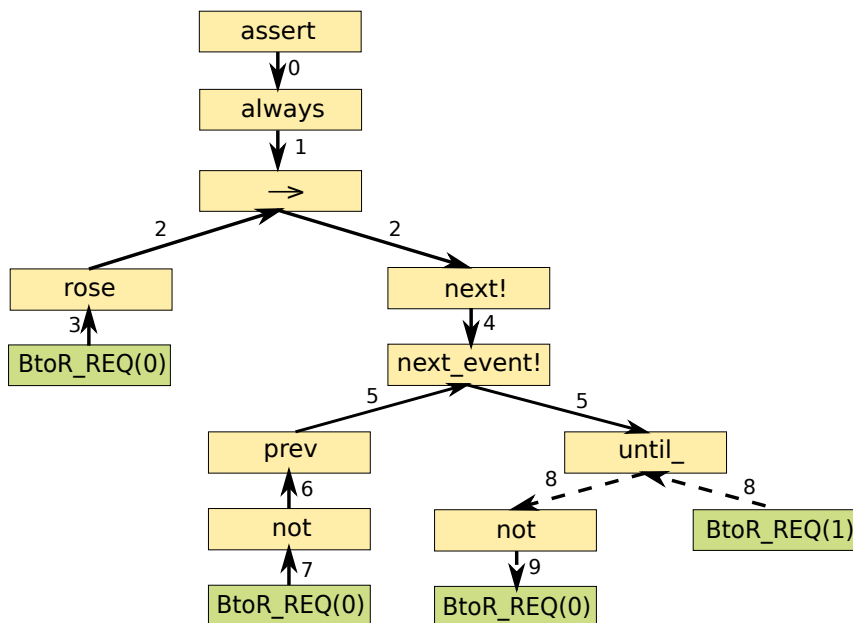 assert
0
always
1
→
2
2
rose
next!
3
4
BtoR_REQ(0)
next_event!
5
5
prev
until_
6
8
8
not
not
BtoR_REQ(1)
7
9
BtoR_REQ(0)
BtoR_REQ(0)